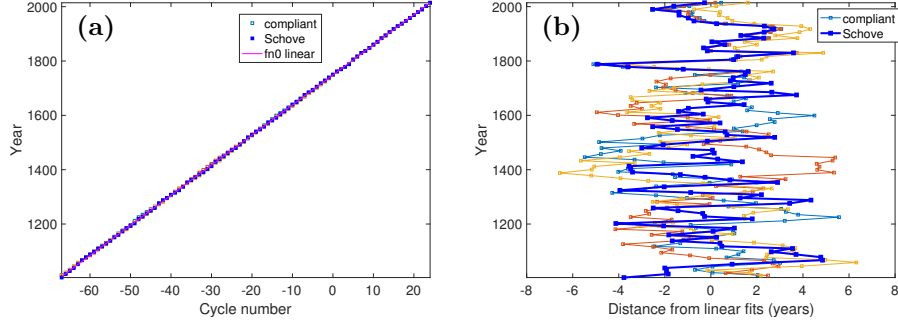 (a)
compliant
Schove
fn0 linear
2000
1800
1600
1400
1200
Year
-60 -50 -40 -30 -20 -10 0 10 20
Cycle number
(b)
compliant
Schove
2000
1800
1600
1400
1200
Year
-8 -6 -4 -2 0 2 4 6 8
Distance from linear fits (years)